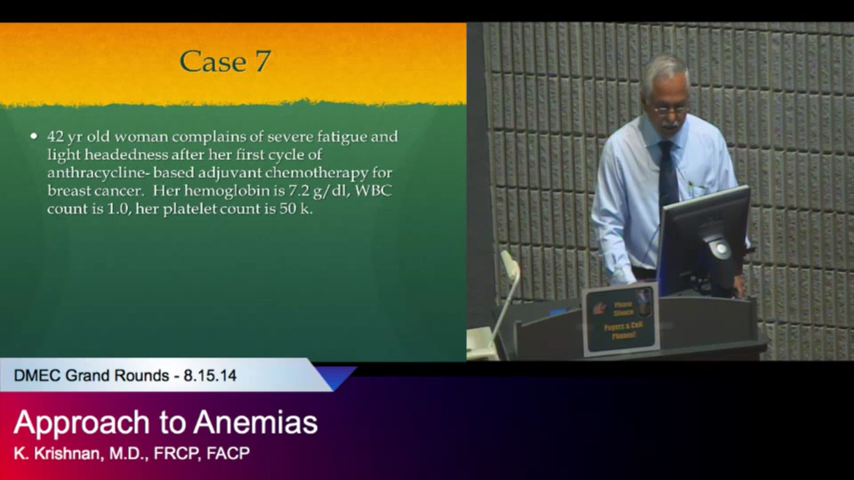 Case 7
• 42 yr old woman complains of severe fatigue and
light headedness after her first cycle of
anthracycline- based adjuvant chemotherapy for
breast cancer. Her hemoglobin is 7.2 g/dl, WBC
count is 1.0, her platelet count is 50 k.
Please
Silence
Pagers & Cell
Phones!
DMEC Grand Rounds - 8.15.14
Approach to Anemias
K. Krishnan, M.D., FRCP, FACP